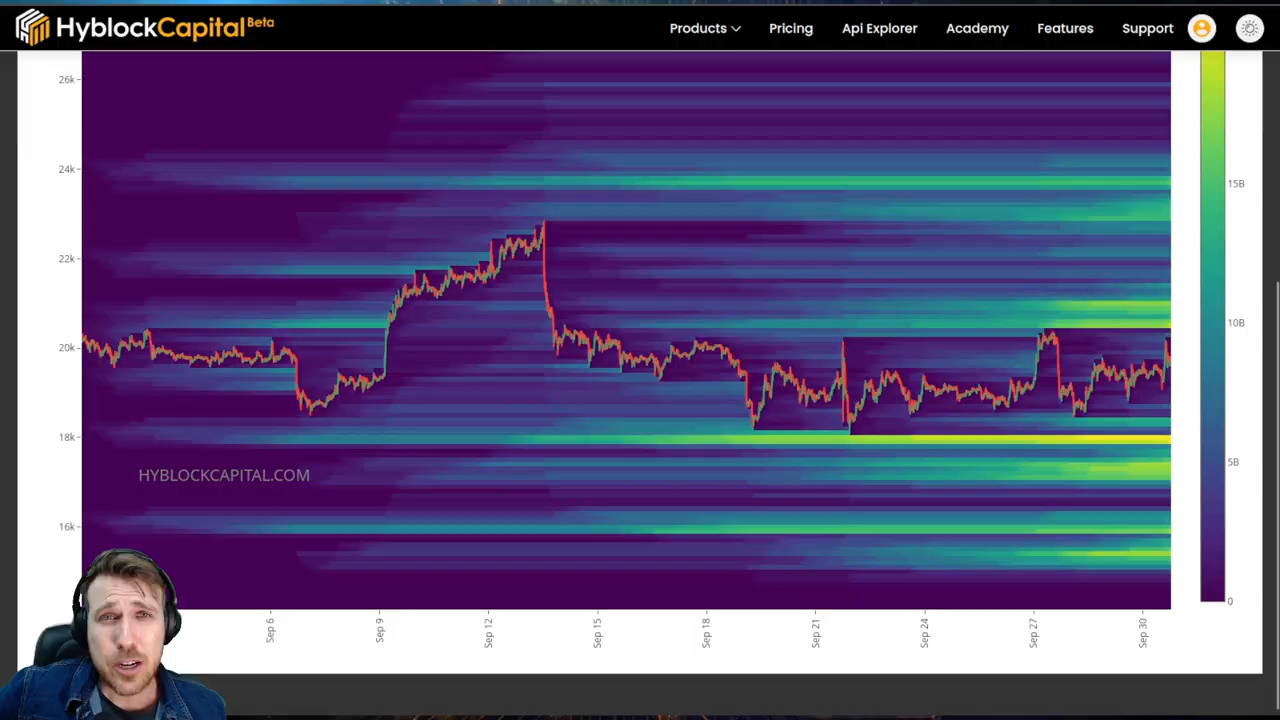 HyblockCapital Beta
Products Pricing Api Explorer Academy Features Support
26k
24k
22k
20k
18k
16k
15B
10B
5B
0
HYBLOCKCAPITAL.COM
Sep 6 Sep 9 Sep 12 Sep 15 Sep 18 Sep 21 Sep 24 Sep 27 Sep 30